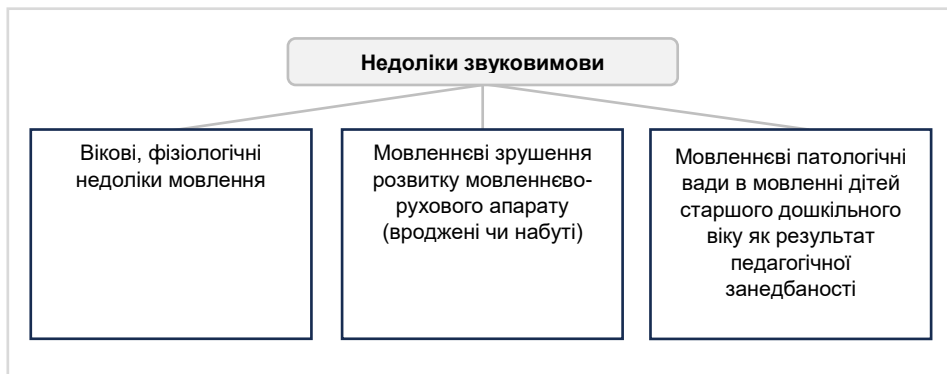 Недоліки звуковимови
Вікові, фізіологічні
недоліки мовлення
Мовленнєві зрушення
розвитку мовленнєво-
рухового апарату
(вроджені чи набуті)
Мовленнєві патологічні
вади в мовленні дітей
старшого дошкільного
віку як результат
педагогічної
занедбаності